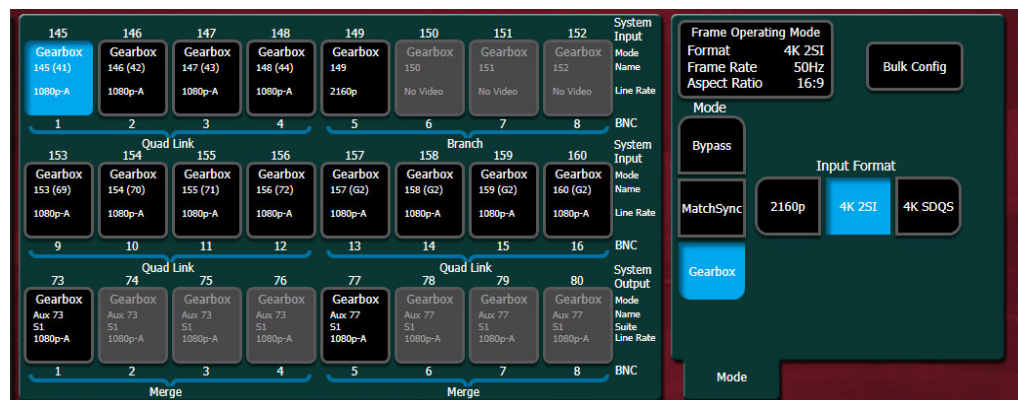 145 146 147 148 149 150 151 152 System Input
Gearbox Gearbox Gearbox Gearbox Gearbox Gearbox Gearbox Gearbox Mode
145 (41) 146 (42) 147 (43) 148 (44) 149 150 151 152 Name
1080p-A 1080p-A 1080p-A 1080p-A 2160p No Video No Video No Video Line Rate
1 2 3 4 5 6 7 8 BNC
Quad Link Branch
153 154 155 156 157 158 159 160 System Input
Gearbox Gearbox Gearbox Gearbox Gearbox Gearbox Gearbox Gearbox Mode
153 (69) 154 (70) 155 (71) 156 (72) 157 (G2) 158 (G2) 159 (G2) 160 (G2) Name
1080p-A 1080p-A 1080p-A 1080p-A 1080p-A 1080p-A 1080p-A 1080p-A Line Rate
9 10 11 12 13 14 15 16 BNC
Quad Link Quad Link
73 74 75 76 77 78 79 80 System Output
Gearbox Gearbox Gearbox Gearbox Gearbox Gearbox Gearbox Gearbox Mode
Aux 73 Aux 73 Aux 73 Aux 73 Aux 77 Aux 77 Aux 77 Aux 77 Name
S1 S1 S1 S1 S1 S1 S1 S1 Suite
1080p-A 1080p-A 1080p-A 1080p-A 1080p-A 1080p-A 1080p-A 1080p-A Line Rate
1 2 3 4 5 6 7 8 BNC
Merge Merge
Frame Operating Mode
Format 4K 2SI
Frame Rate 50Hz
Aspect Ratio 16:9
Bulk Config
Mode
Bypass
MatchSync
Gearbox
Input Format
2160p 4K 2SI 4K SDQS
Mode